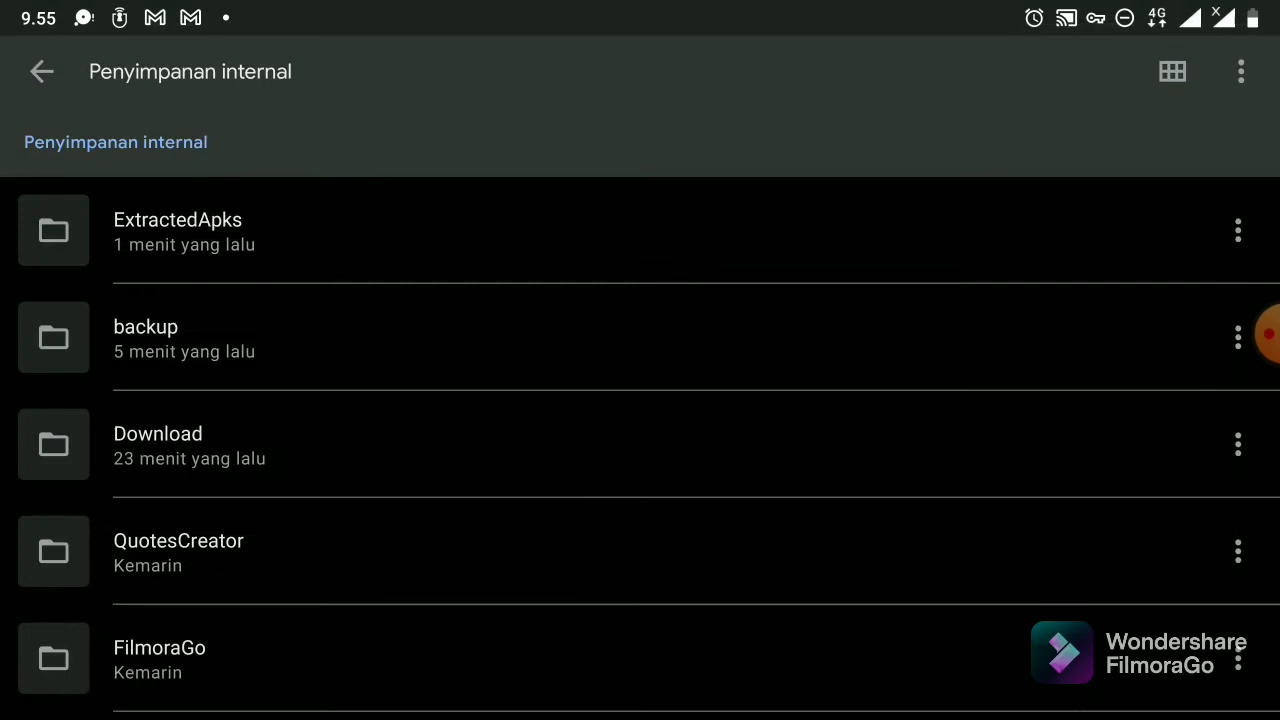 9.55
4G
X
Penyimpanan internal
Penyimpanan internal
ExtractedApks
1 menit yang lalu
backup
5 menit yang lalu
Download
23 menit yang lalu
QuotesCreator
Kemarin
FilmoraGo
Kemarin
Wondershare
FilmoraGo